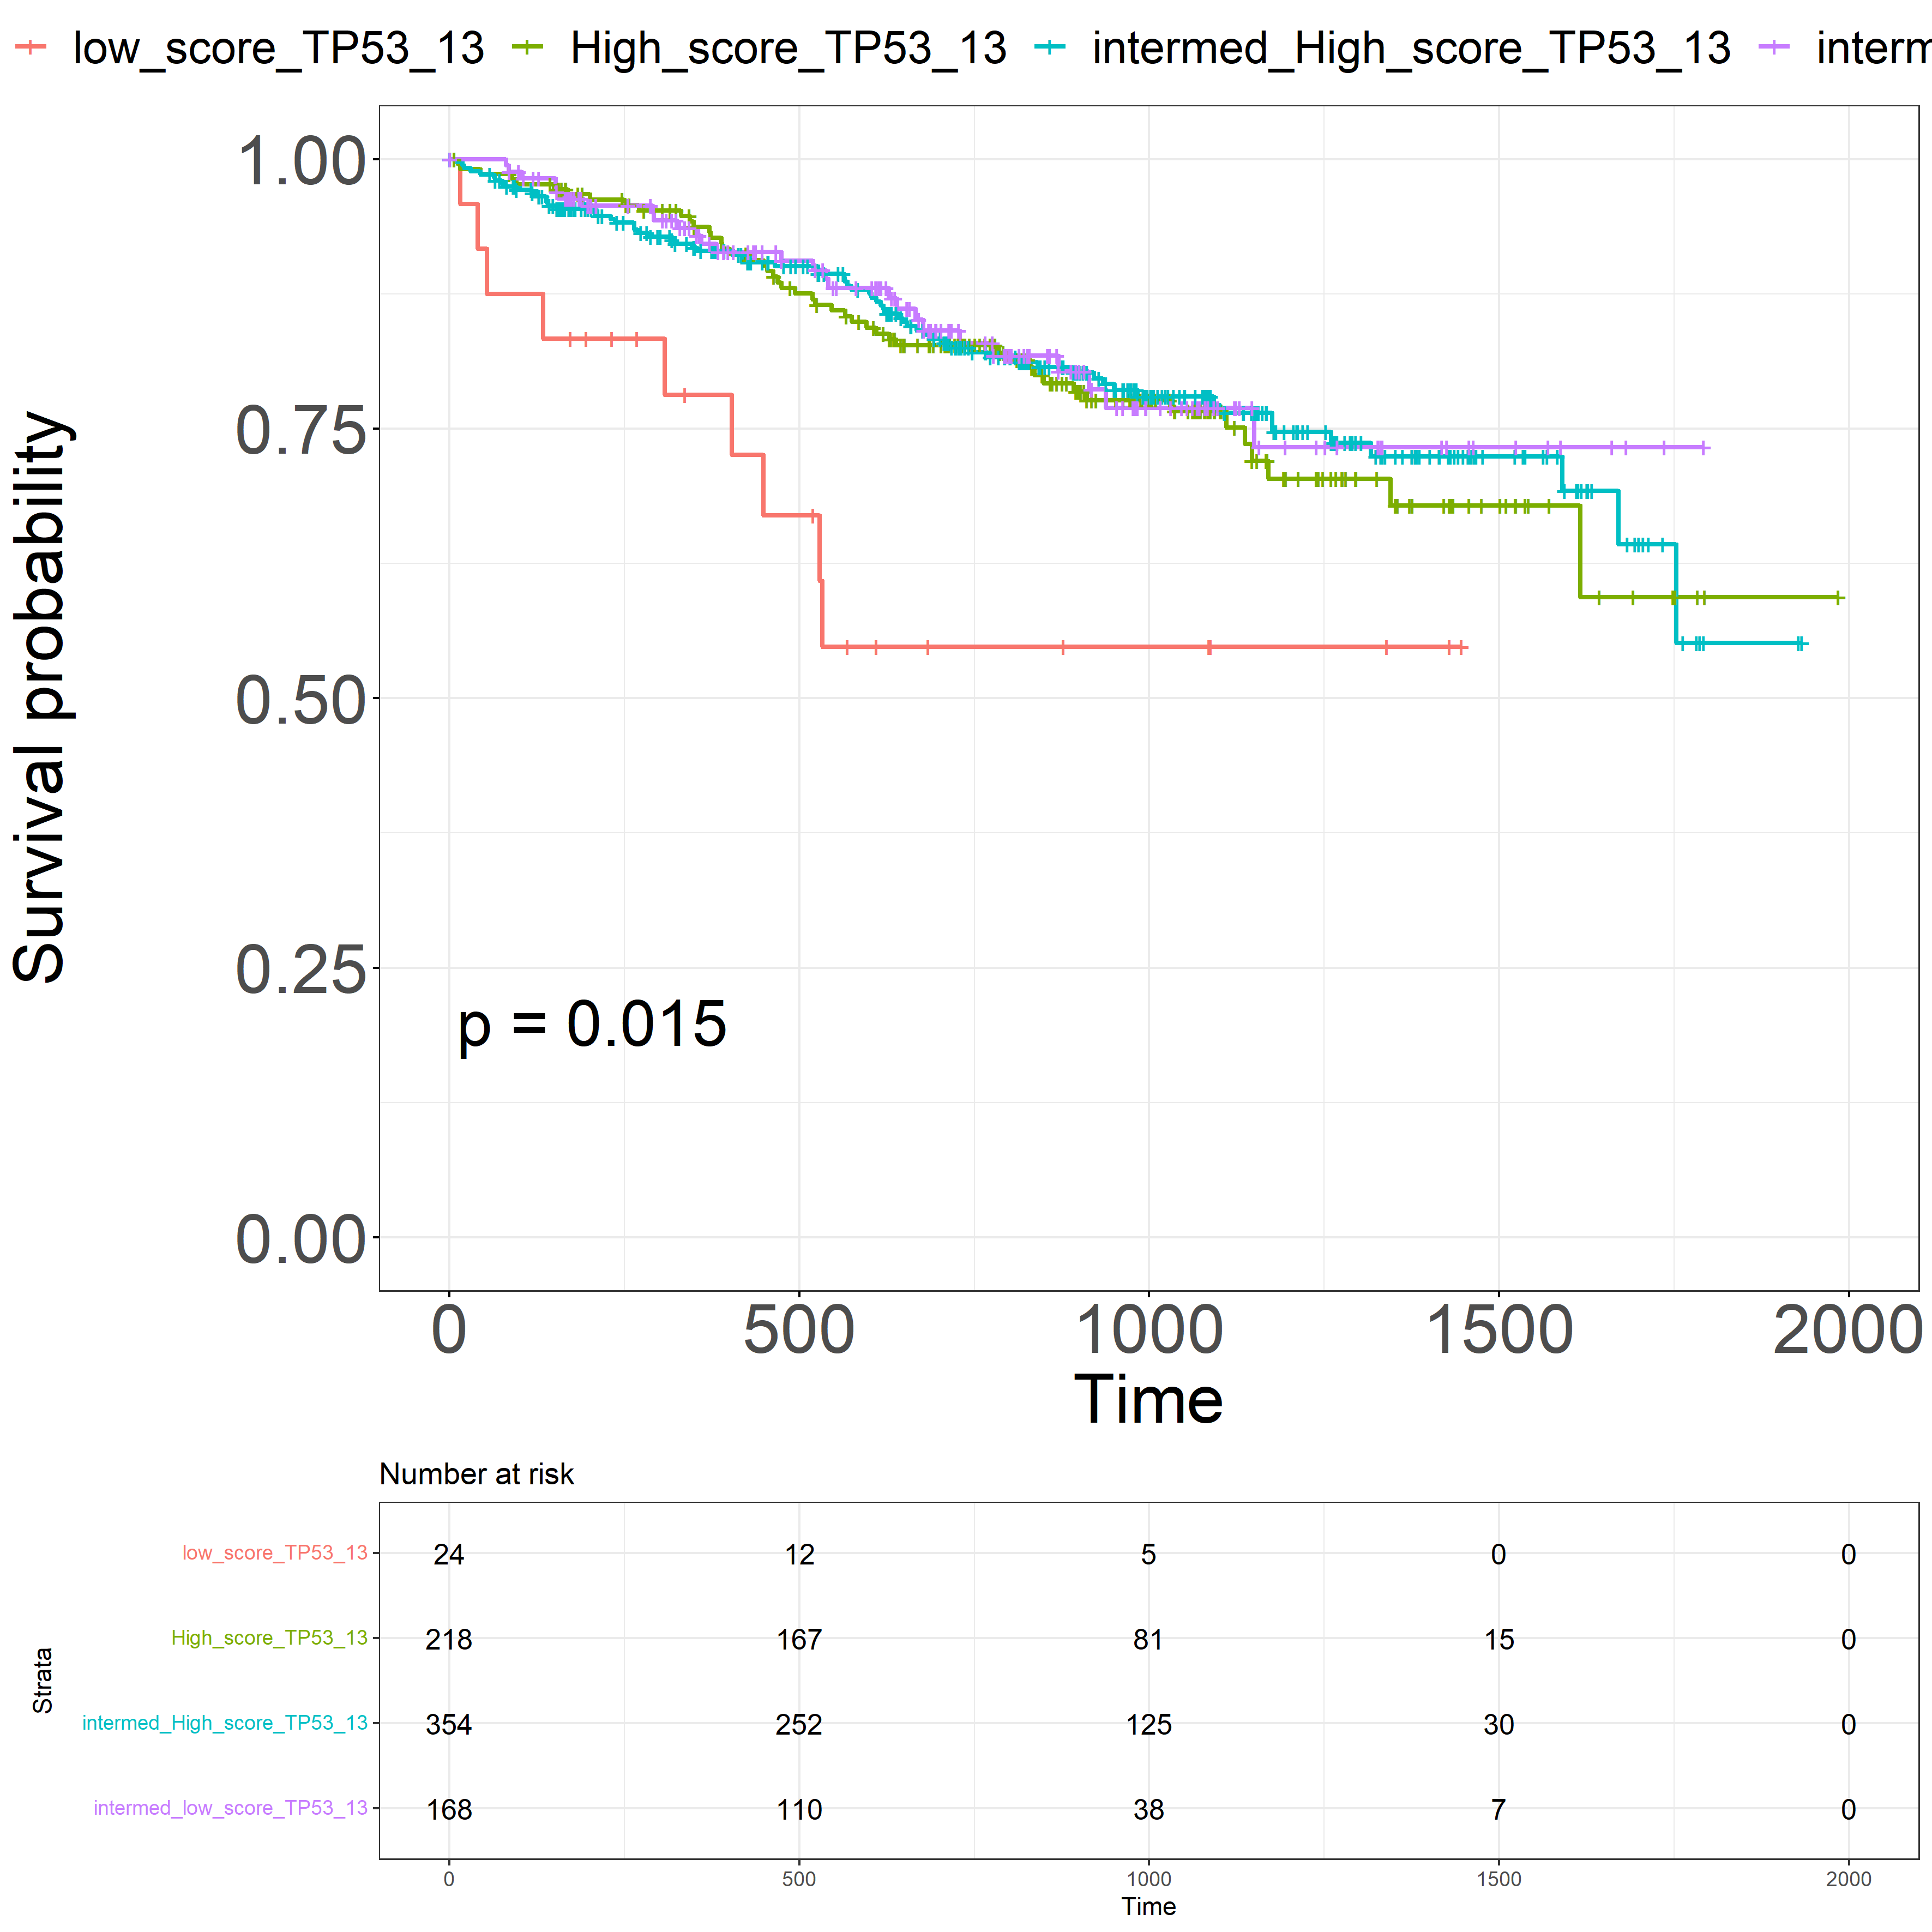 low_score_TP53_13 High_score_TP53_13 intermed_High_score_TP53_13 interm
1.00
0.75
0.50
0.25
0.00
Survival probability
p = 0.015
0 500 1000 1500 2000
Time
Number at risk
low_score_TP53_13 24 12 5 0 0
High_score_TP53_13 218 167 81 15 0
intermed_High_score_TP53_13 354 252 125 30 0
intermed_low_score_TP53_13 168 110 38 7 0
Strata
0 500 1000 1500 2000
Time